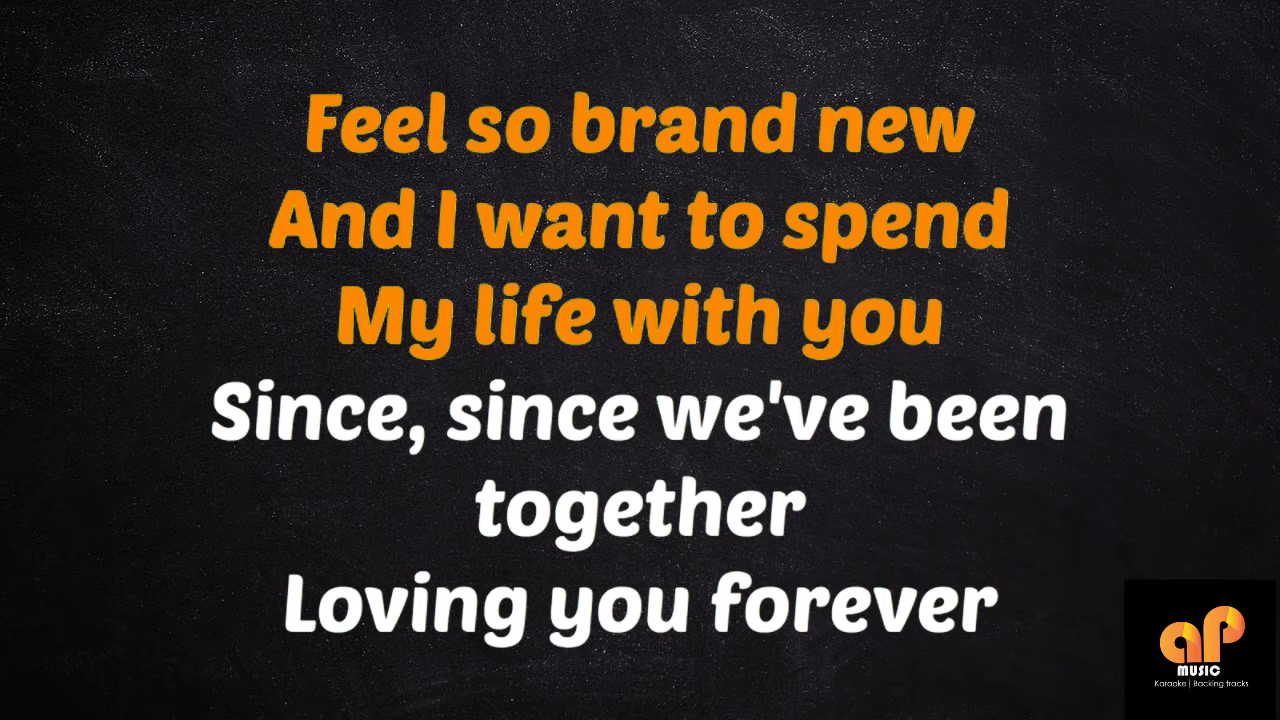 Feel so brand new
And I want to spend
My life with you
Since, since we've been
together
Loving you forever
ap
MUSIC
Karaoke | Backing tracks